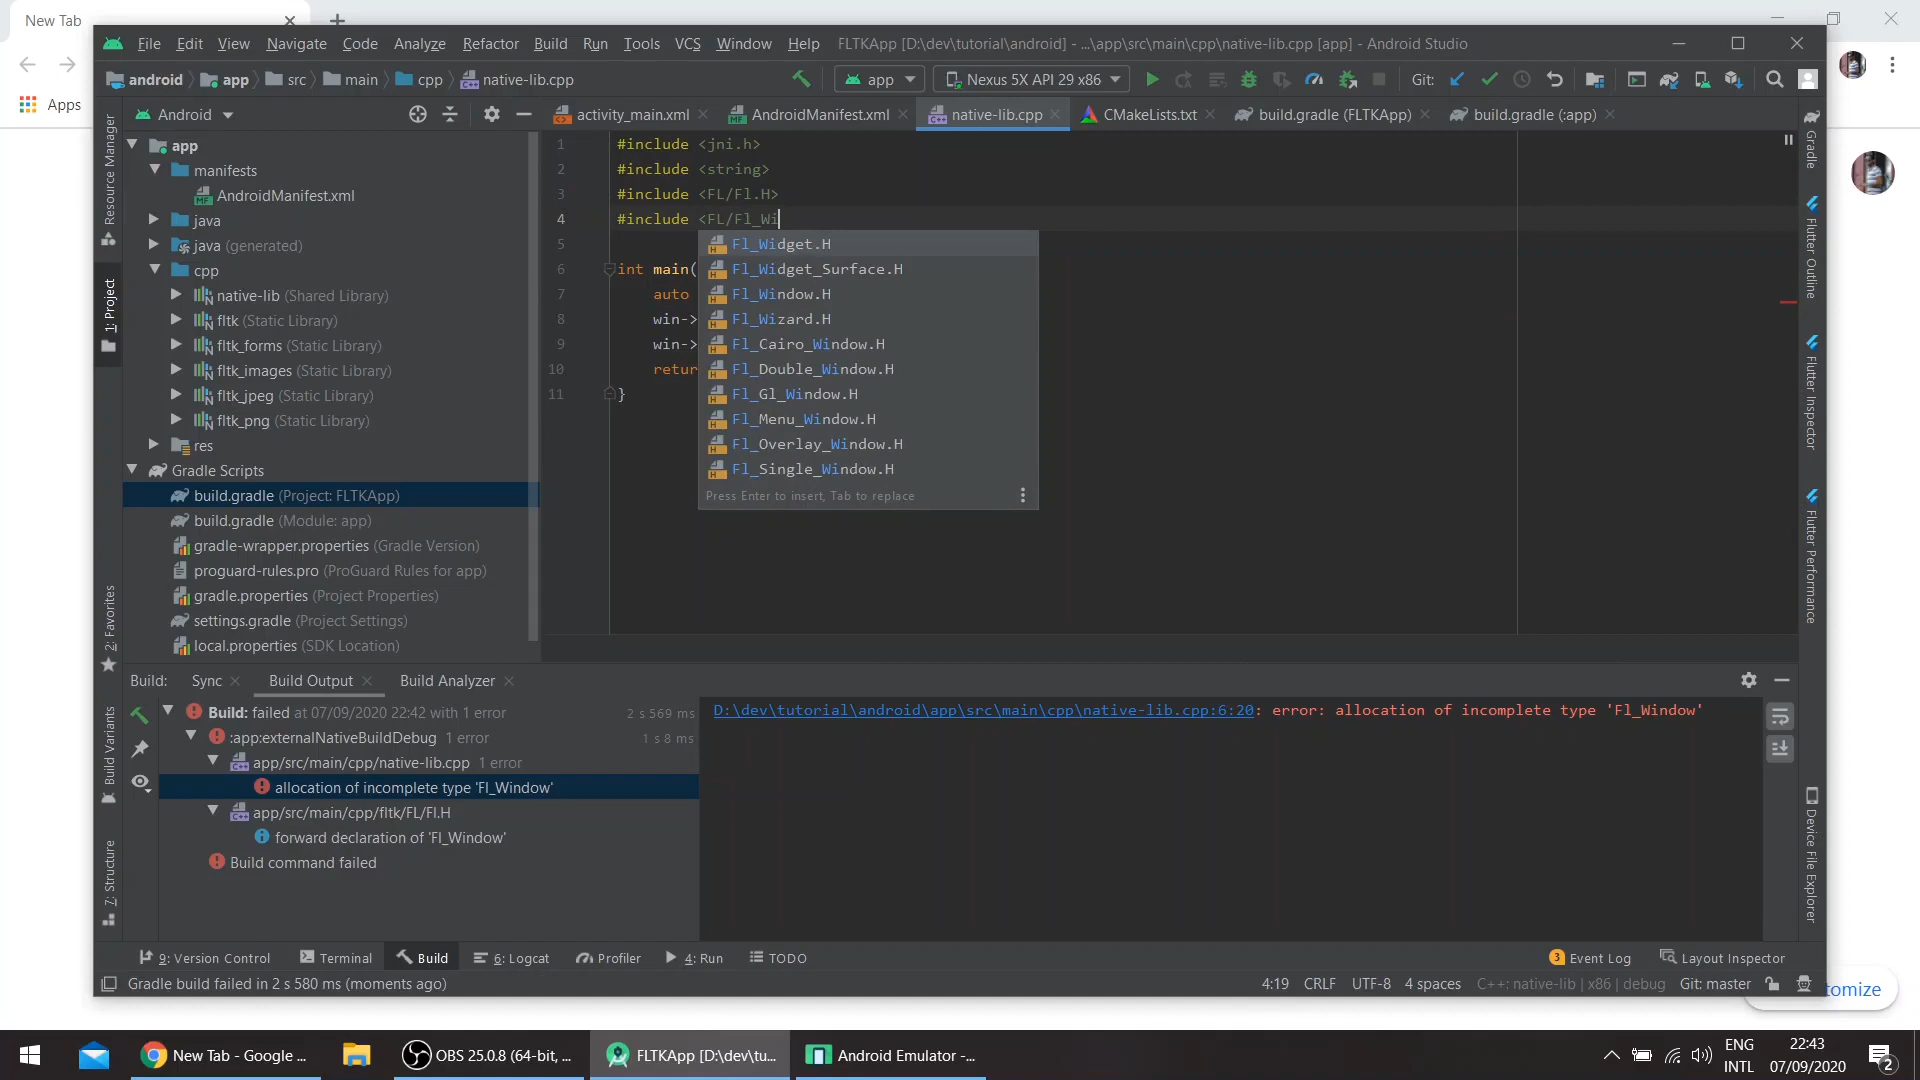 New Tab
File Edit View Navigate Code Analyze Refactor Build Run Tools VCS Window Help FLTKApp [D:\dev\tutorial\android] - ...\app\src\main\cpp\native-lib.cpp [app] - Android Studio
android app src main cpp native-lib.cpp app Nexus 5X API 29 x86 Git:
Apps
Android activity_main.xml AndroidManifest.xml native-lib.cpp CMakeLists.txt build.gradle (FLTKApp) build.gradle (:app)
Resource Manager
1: Project
2: Favorites
Build Variants
7: Structure
app
manifests
AndroidManifest.xml
java
java (generated)
cpp
native-lib (Shared Library)
fltk (Static Library)
fltk_forms (Static Library)
fltk_images (Static Library)
fltk_jpeg (Static Library)
fltk_png (Static Library)
res
Gradle Scripts
build.gradle (Project: FLTKApp)
build.gradle (Module: app)
gradle-wrapper.properties (Gradle Version)
proguard-rules.pro (ProGuard Rules for app)
gradle.properties (Project Properties)
settings.gradle (Project Settings)
local.properties (SDK Location)
1 #include <jni.h>
2 #include <string>
3 #include <FL/Fl.H>
4 #include <FL/Fl_Wi
5
6 int main(
7 auto
8 win->
9 win->
10 retur
11 }
Fl_Widget.H
Fl_Widget_Surface.H
Fl_Window.H
Fl_Wizard.H
Fl_Cairo_Window.H
Fl_Double_Window.H
Fl_Gl_Window.H
Fl_Menu_Window.H
Fl_Overlay_Window.H
Fl_Single_Window.H
Press Enter to insert, Tab to replace
Gradle
Flutter Outline
Flutter Inspector
Flutter Performance
Device File Explorer
Build: Sync Build Output Build Analyzer
Build: failed at 07/09/2020 22:42 with 1 error 2 s 569 ms
:app:externalNativeBuildDebug 1 error 1 s 8 ms
app/src/main/cpp/native-lib.cpp 1 error
allocation of incomplete type 'Fl_Window'
app/src/main/cpp/fltk/FL/Fl.H
forward declaration of 'Fl_Window'
Build command failed
D:\dev\tutorial\android\app\src\main\cpp\native-lib.cpp:6:20: error: allocation of incomplete type 'Fl_Window'
9: Version Control Terminal Build 6: Logcat Profiler 4: Run TODO 3 Event Log Layout Inspector
Gradle build failed in 2 s 580 ms (moments ago) 4:19 CRLF UTF-8 4 spaces C++: native-lib | x86 | debug Git: master
tomize
New Tab - Google ... OBS 25.0.8 (64-bit, ... FLTKApp [D:\dev\tu... Android Emulator -... ENG 22:43
INTL 07/09/2020 2